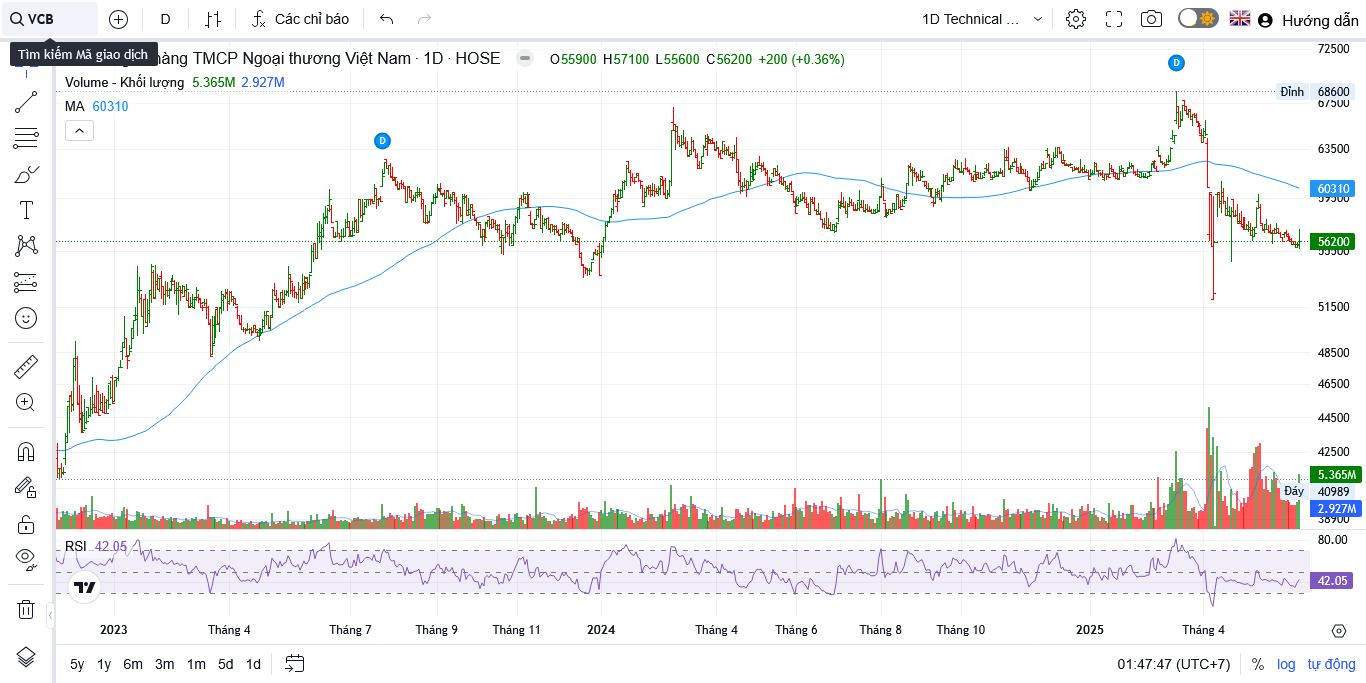 VCB
D
Các chỉ báo
1D Technical ...
Hướng dẫn
Tìm kiếm Mã giao dịch
hàng TMCP Ngoại thương Việt Nam · 1D · HOSE
O55900 H57100 L55600 C56200 +200 (+0.36%)
Volume - Khối lượng 5.365M 2.927M
MA 60310
D
D
72500
Đỉnh 68600
67500
63500
60310
59500
56200
55500
51500
48500
46500
44500
42500
5.365M
Đáy 40989
2.927M
38900
RSI 42.05
80.00
42.05
2023 Tháng 4 Tháng 7 Tháng 9 Tháng 11 2024 Tháng 4 Tháng 6 Tháng 8 Tháng 10 2025 Tháng 4
5y 1y 6m 3m 1m 5d 1d
01:47:47 (UTC+7) % log tự động